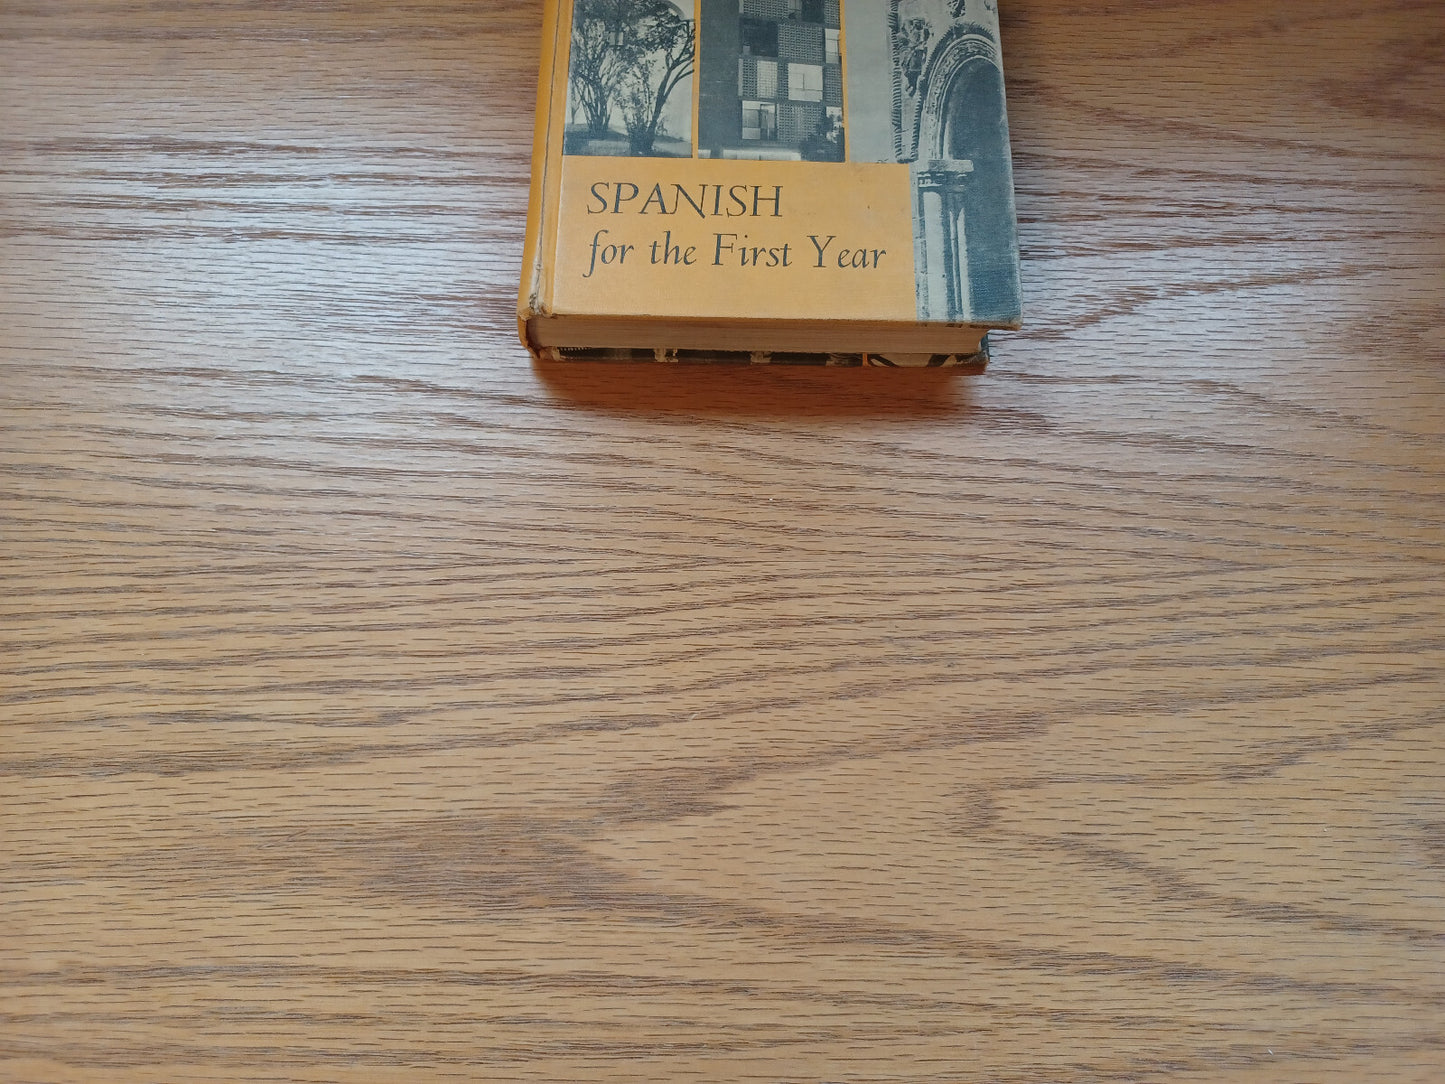 SPANISH
for the First Year